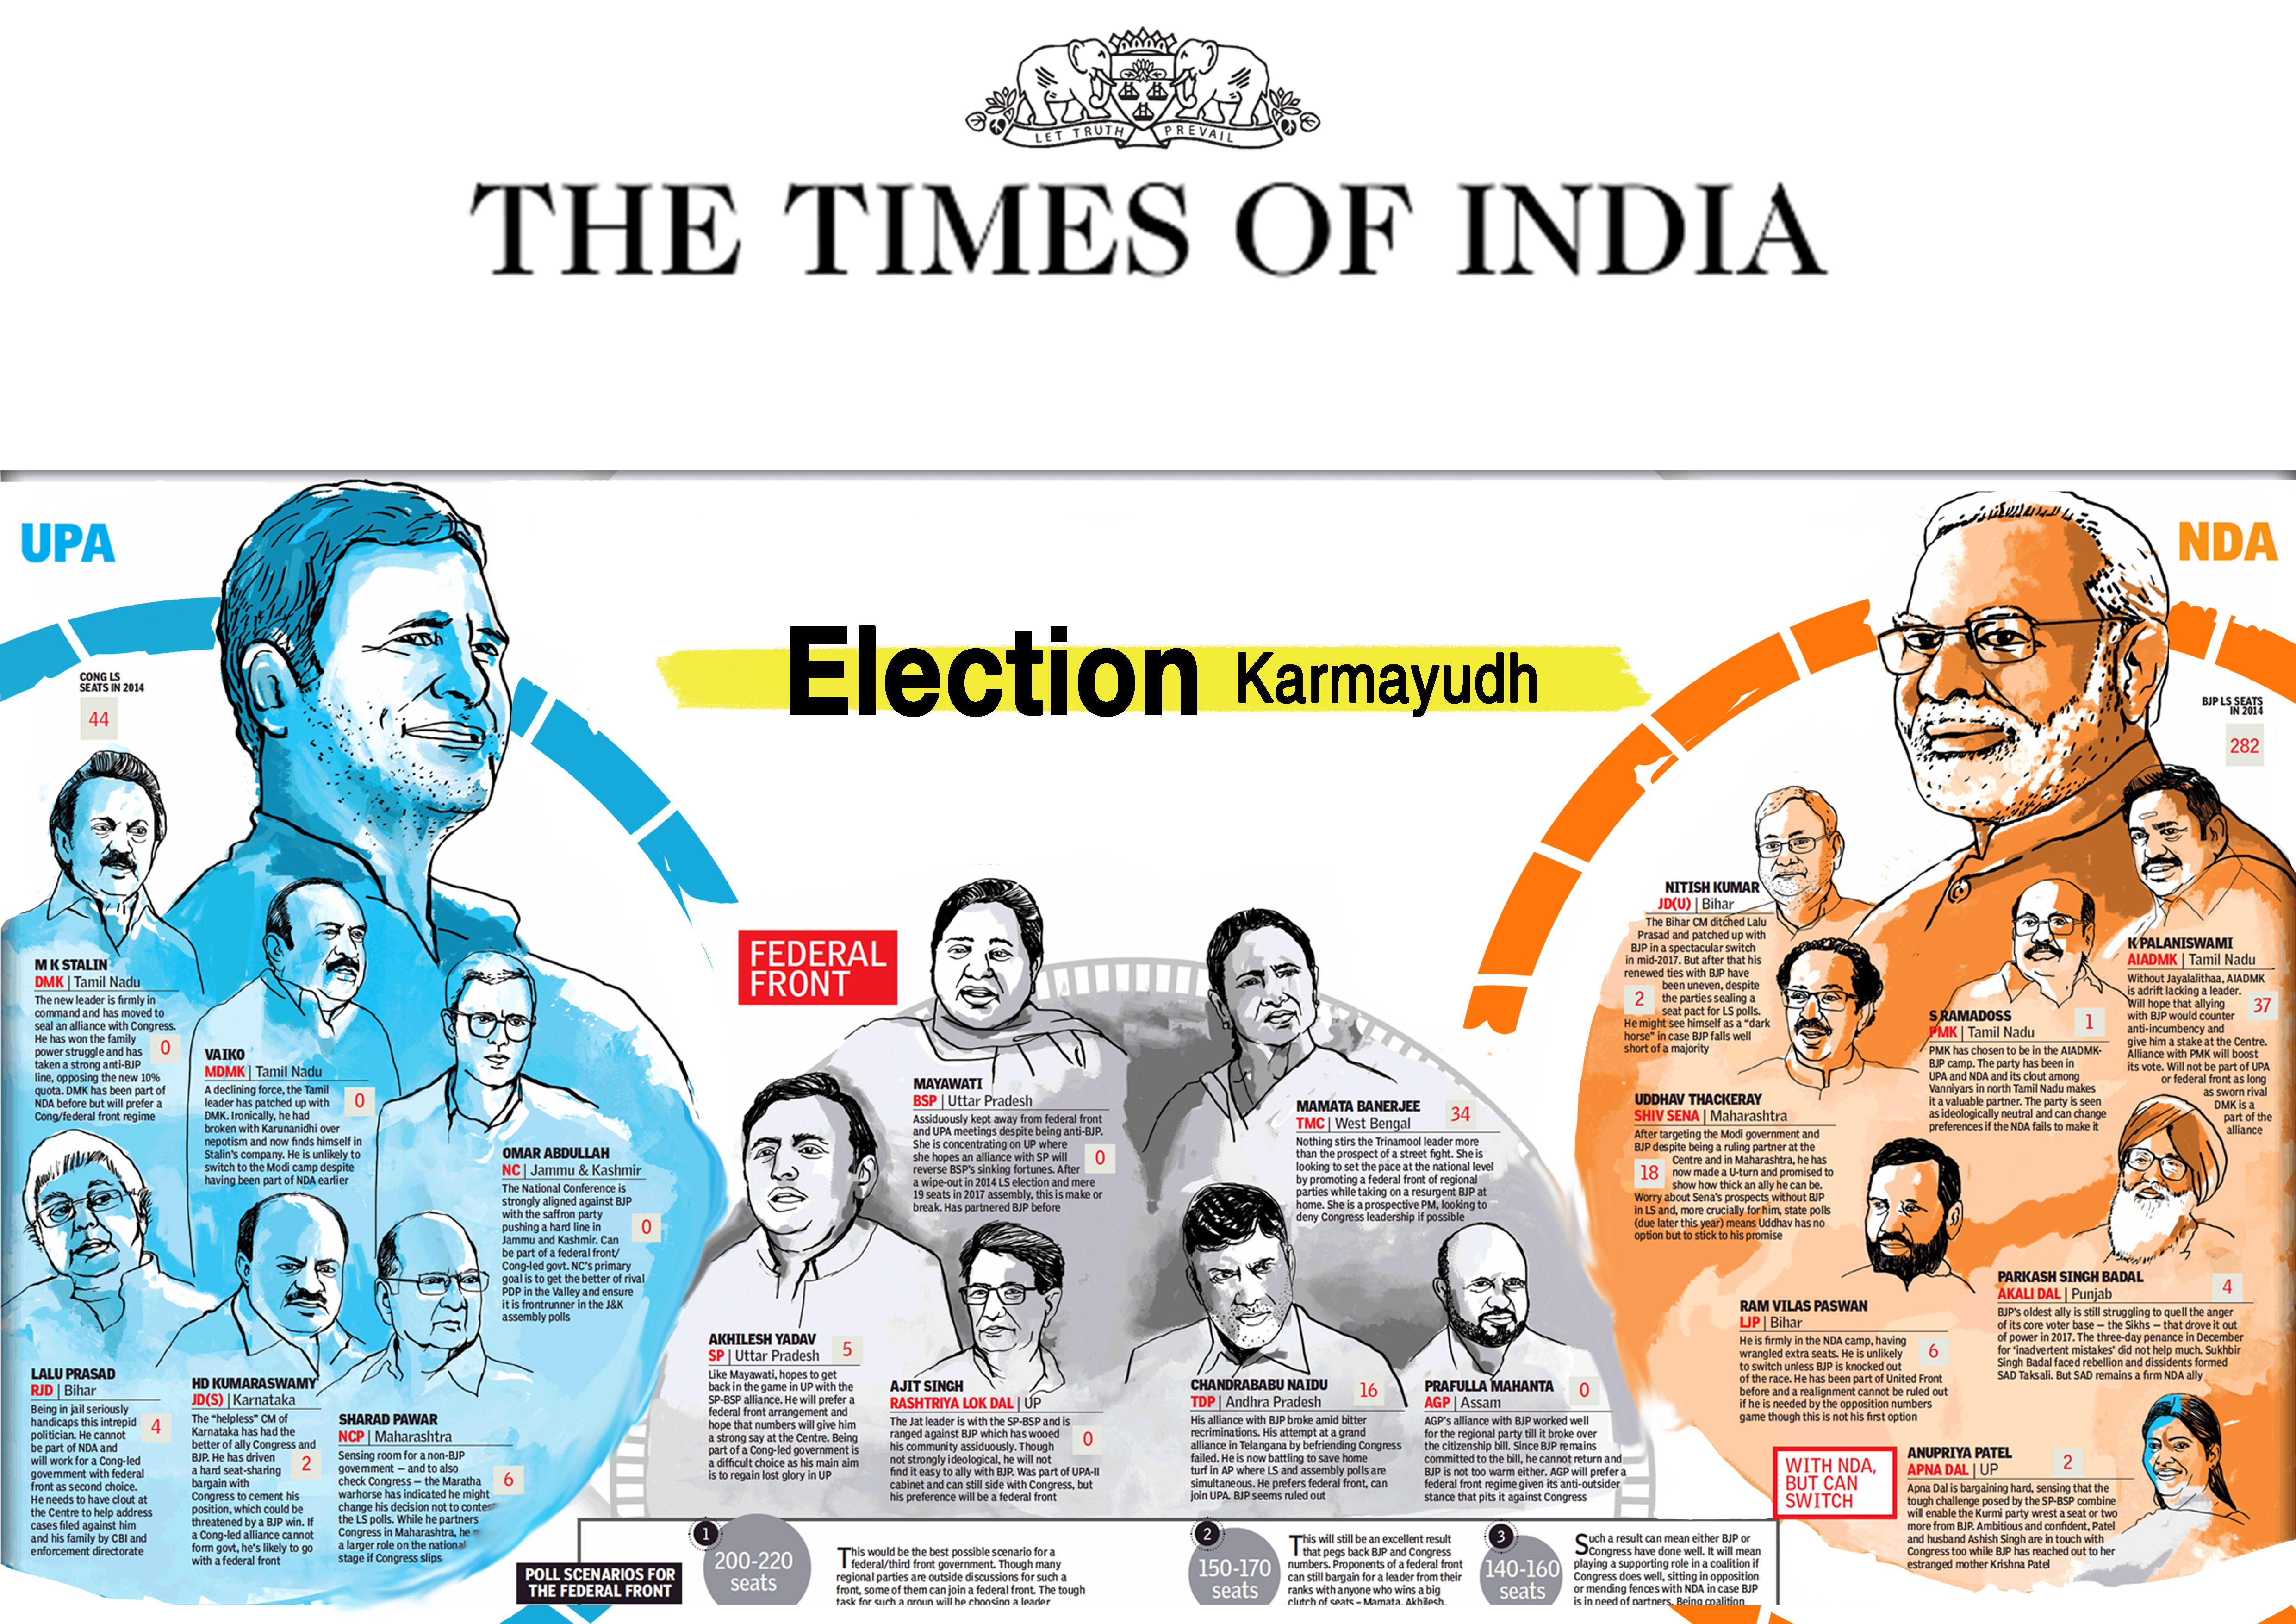 LET TRUTH PREVAIL
THE TIMES OF INDIA
UPA
NDA
Election Karmayudh
CONG LS
SEATS IN 2014
44
BJP LS SEATS
IN 2014
282
M K STALIN
DMK | Tamil Nadu
The new leader is firmly in
command and has moved to
seal an alliance with Congress.
He has won the family
power struggle and has
taken a strong anti-BJP
line, opposing the new 10%
quota. DMK has been part of
NDA before but will prefer a
Cong/federal front regime
0
VAIKO
MDMK | Tamil Nadu
A declining force, the Tamil
leader has patched up with
DMK. Ironically, he had
broken with Karunanidhi over
nepotism and now finds himself in
Stalin's company. He is unlikely to
switch to the Modi camp despite
having been part of NDA earlier
0
OMAR ABDULLAH
NC | Jammu & Kashmir
The National Conference is
strongly aligned against BJP
with the saffron party
pushing a hard line in
Jammu and Kashmir. Can
be part of a federal front/
Cong-led govt. NC's primary
goal is to get the better of rival
PDP in the Valley and ensure
it is frontrunner in the J&K
assembly polls
0
LALU PRASAD
RJD | Bihar
Being in jail seriously
handicaps this intrepid
politician. He cannot
be part of NDA and
will work for a Cong-led
government with federal
front as second choice.
He needs to have clout at
the Centre to help address
cases filed against him
and his family by CBI and
enforcement directorate
4
HD KUMARASWAMY
JD(S) | Karnataka
The "helpless" CM of
Karnataka has had the
better of ally Congress and
BJP. He has driven
a hard seat-sharing
bargain with
Congress to cement his
position, which could be
threatened by a BJP win. If
a Cong-led alliance cannot
form govt, he's likely to go
with a federal front
2
SHARAD PAWAR
NCP | Maharashtra
Sensing room for a non-BJP
government — and to also
check Congress — the Maratha
warhorse has indicated he might
change his decision not to contest
the LS polls. While he partners
Congress in Maharashtra, he
a larger role on the national
stage if Congress slips
6
FEDERAL
FRONT
MAYAWATI
BSP | Uttar Pradesh
Assiduously kept away from federal front
and UPA meetings despite being anti-BJP.
She is concentrating on UP where
she hopes an alliance with SP will
reverse BSP's sinking fortunes. After
a wipe-out in 2014 LS election and mere
19 seats in 2017 assembly, this is make or
break. Has partnered BJP before
0
MAMATA BANERJEE
TMC | West Bengal
34
Nothing stirs the Trinamool leader more
than the prospect of a street fight. She is
looking to set the pace at the national level
by promoting a federal front of regional
parties while taking on a resurgent BJP at
home. She is a prospective PM, looking to
deny Congress leadership if possible
AKHILESH YADAV
SP | Uttar Pradesh
5
Like Mayawati, hopes to get
back in the game in UP with the
SP-BSP alliance. He will prefer a
federal front arrangement and
hope that numbers will give him
a strong say at the Centre. Being
part of a Cong-led government is
a difficult choice as his main aim
is to regain lost glory in UP
AJIT SINGH
RASHTRIYA LOK DAL | UP
The Jat leader is with the SP-BSP and is
ranged against BJP which has wooed
his community assiduously. Though
not strongly ideological, he will not
find it easy to ally with BJP. Was part of UPA-II
cabinet and can still side with Congress, but
his preference will be a federal front
0
CHANDRABABU NAIDU
TDP | Andhra Pradesh
16
His alliance with BJP broke amid bitter
recriminations. His attempt at a grand
alliance in Telangana by befriending Congress
failed. He is now battling to save home
turf in AP where LS and assembly polls are
simultaneous. He prefers federal front, can
join UPA. BJP seems ruled out
PRAFULLA MAHANTA
AGP | Assam
0
AGP's alliance with BJP worked well
for the regional party till it broke over
the citizenship bill. Since BJP remains
committed to the bill, he cannot return and
BJP is not too warm either. AGP will prefer a
federal front regime given its anti-outsider
stance that pits it against Congress
NITISH KUMAR
JD(U) | Bihar
The Bihar CM ditched Lalu
Prasad and patched up with
BJP in a spectacular switch
in mid-2017. But after that his
renewed ties with BJP have
been uneven, despite
the parties sealing a
seat pact for LS polls.
He might see himself as a "dark
horse" in case BJP falls well
short of a majority
2
UDDHAV THACKERAY
SHIV SENA | Maharashtra
After targeting the Modi government and
BJP despite being a ruling partner at the
Centre and in Maharashtra, he has
now made a U-turn and promised to
show how thick an ally he can be.
Worry about Sena's prospects without BJP
in LS and, more crucially for him, state polls
(due later this year) means Uddhav has no
option but to stick to his promise
18
S RAMADOSS
PMK | Tamil Nadu
1
PMK has chosen to be in the AIADMK-
BJP camp. The party has been in
UPA and NDA and its clout among
Vanniyars in north Tamil Nadu makes
it a valuable partner. The party is seen
as ideologically neutral and can change
preferences if the NDA fails to make it
K PALANISWAMI
AIADMK | Tamil Nadu
Without Jayalalithaa, AIADMK
is adrift lacking a leader.
Will hope that allying
with BJP would counter
anti-incumbency and
give him a stake at the Centre.
Alliance with PMK will boost
its vote. Will not be part of UPA
or federal front as long
as sworn rival
DMK is a
part of the
alliance
37
RAM VILAS PASWAN
LJP | Bihar
He is firmly in the NDA camp, having
wrangled extra seats. He is unlikely
to switch unless BJP is knocked out
of the race. He has been part of United Front
before and a realignment cannot be ruled out
if he is needed by the opposition numbers
game though this is not his first option
6
PARKASH SINGH BADAL
AKALI DAL | Punjab
4
BJP's oldest ally is still struggling to quell the anger
of its core voter base — the Sikhs — that drove it out
of power in 2017. The three-day penance in December
for 'inadvertent mistakes' did not help much. Sukhbir
Singh Badal faced rebellion and dissidents formed
SAD Taksali. But SAD remains a firm NDA ally
WITH NDA,
BUT CAN
SWITCH
ANUPRIYA PATEL
APNA DAL | UP
2
Apna Dal is bargaining hard, sensing that the
tough challenge posed by the SP-BSP combine
will enable the Kurmi party wrest a seat or two
more from BJP. Ambitious and confident, Patel
and husband Ashish Singh are in touch with
Congress too while BJP has reached out to her
estranged mother Krishna Patel
POLL SCENARIOS FOR
THE FEDERAL FRONT
1
200-220
seats
This would be the best possible scenario for a
federal/third front government. Though many
regional parties are outside discussions for such a
front, some of them can join a federal front. The tough
task for such a group will be choosing a leader
2
150-170
seats
This will still be an excellent result
that pegs back BJP and Congress
numbers. Proponents of a federal front
can still bargain for a leader from their
ranks with anyone who wins a big
clutch of seats – Mamata, Akhilesh,
3
140-160
seats
Such a result can mean either BJP or
Congress have done well. It will mean
playing a supporting role in a coalition if
Congress does well, sitting in opposition
or mending fences with NDA in case BJP
is in need of partners. Being coalition